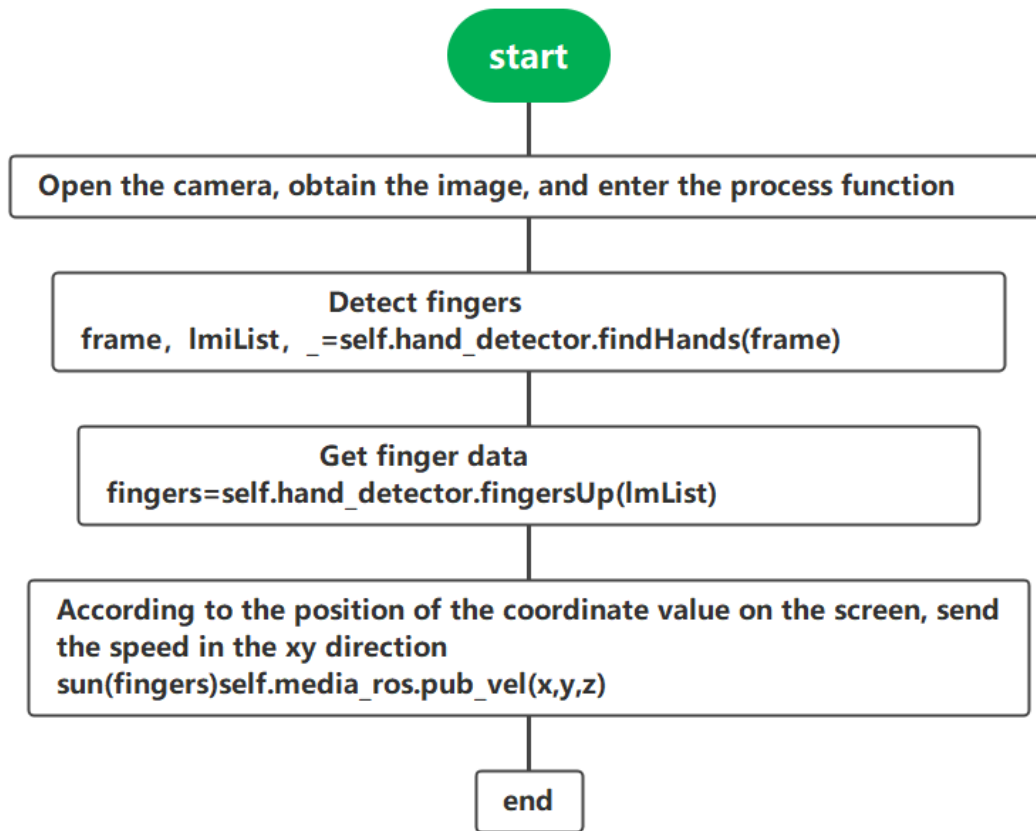 start
Open the camera, obtain the image, and enter the process function
Detect fingers
frame，lmiList，_=self.hand_detector.findHands(frame)
Get finger data
fingers=self.hand_detector.fingersUp(lmList)
According to the position of the coordinate value on the screen, send
the speed in the xy direction
sun(fingers)self.media_ros.pub_vel(x,y,z)
end